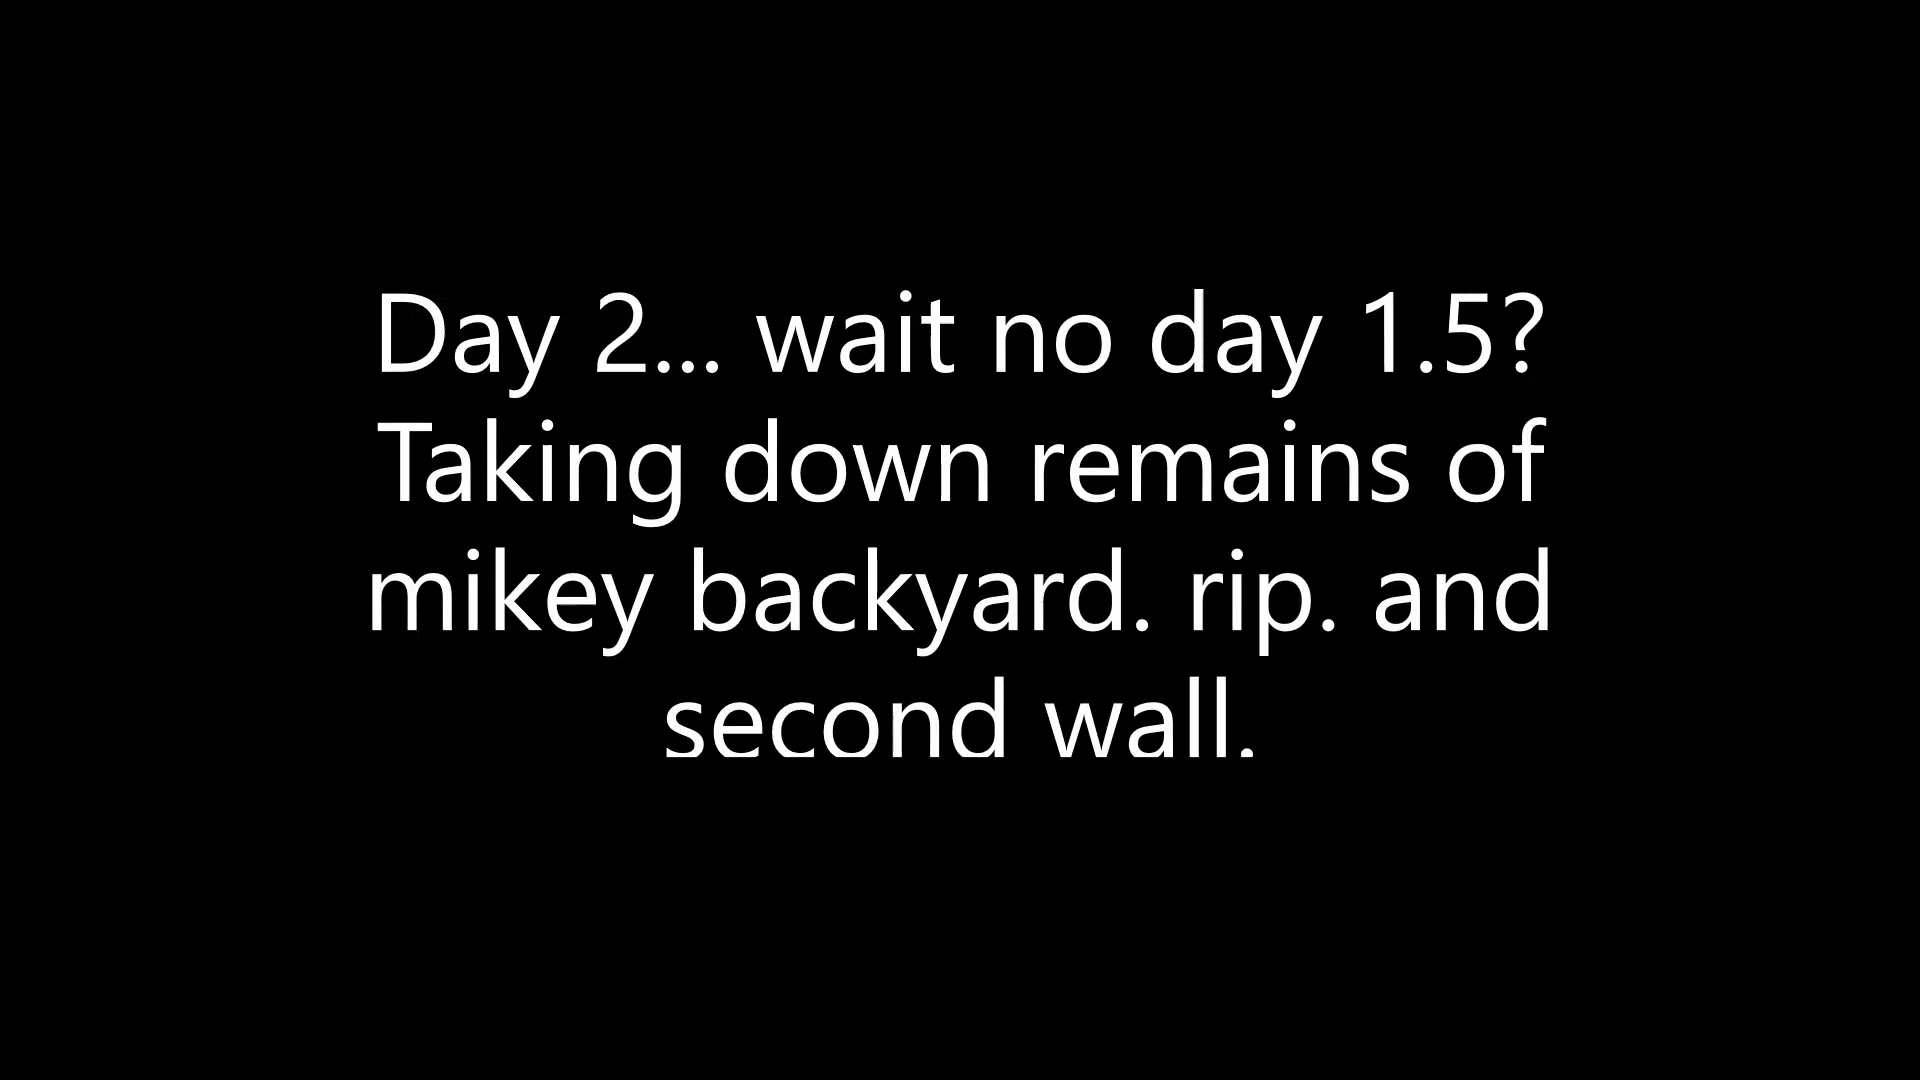 Day 2... wait no day 1.5?
Taking down remains of
mikey backyard. rip. and
second wall.